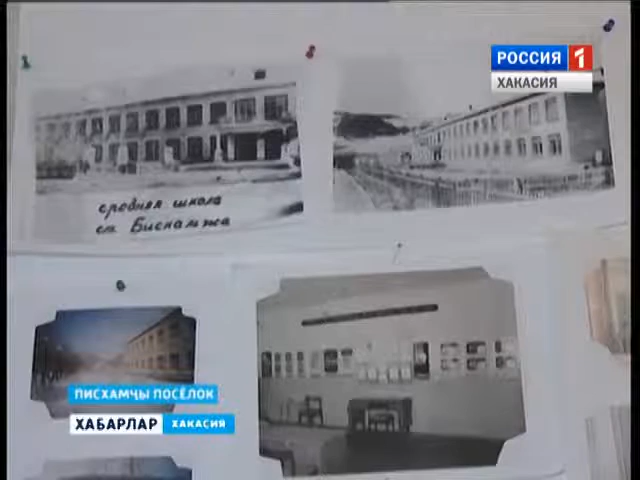 РОССИЯ 1
ХАКАСИЯ
средняя школа
ст. Бискамжа
ПИСХАМЧЫ ПОСЁЛОК
ХАБАРЛАР ХАКАСИЯ